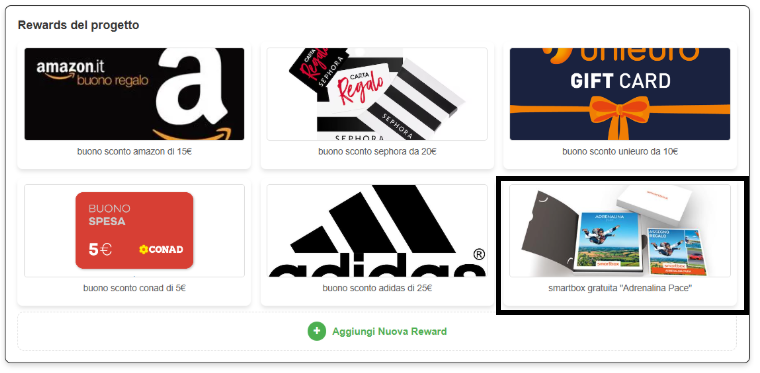 Rewards del progetto
amazon.it
buono regalo
a
CARTA
Regalo
SEPHORA
CARTA
Regalo
SEPHORA
unieuro
GIFT CARD
buono sconto amazon di 15€
buono sconto sephora da 20€
buono sconto unieuro da 10€
BUONO
SPESA
5€
CONAD
adidas
®
ADRENALINA
smartbox
buono sconto conad di 5€
buono sconto adidas di 25€
smartbox gratuita "Adrenalina Pace"
+ Aggiungi Nuova Reward